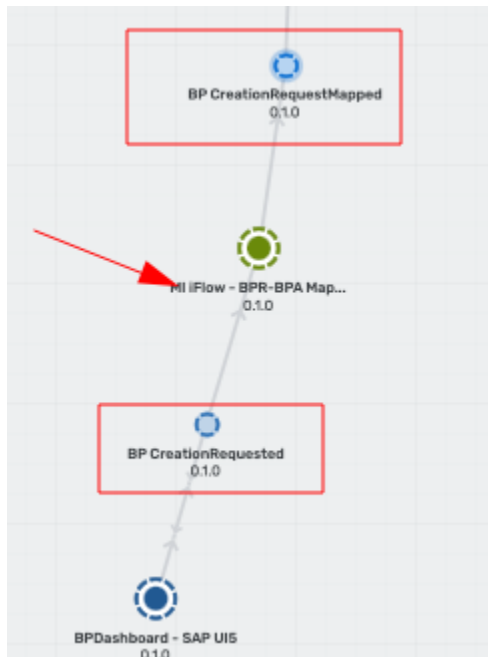 BP CreationRequestMapped
0.1.0
MI iFlow - BPR-BPA Map...
0.1.0
BP CreationRequested
0.1.0
BPDashboard - SAP UI5
0.1.0